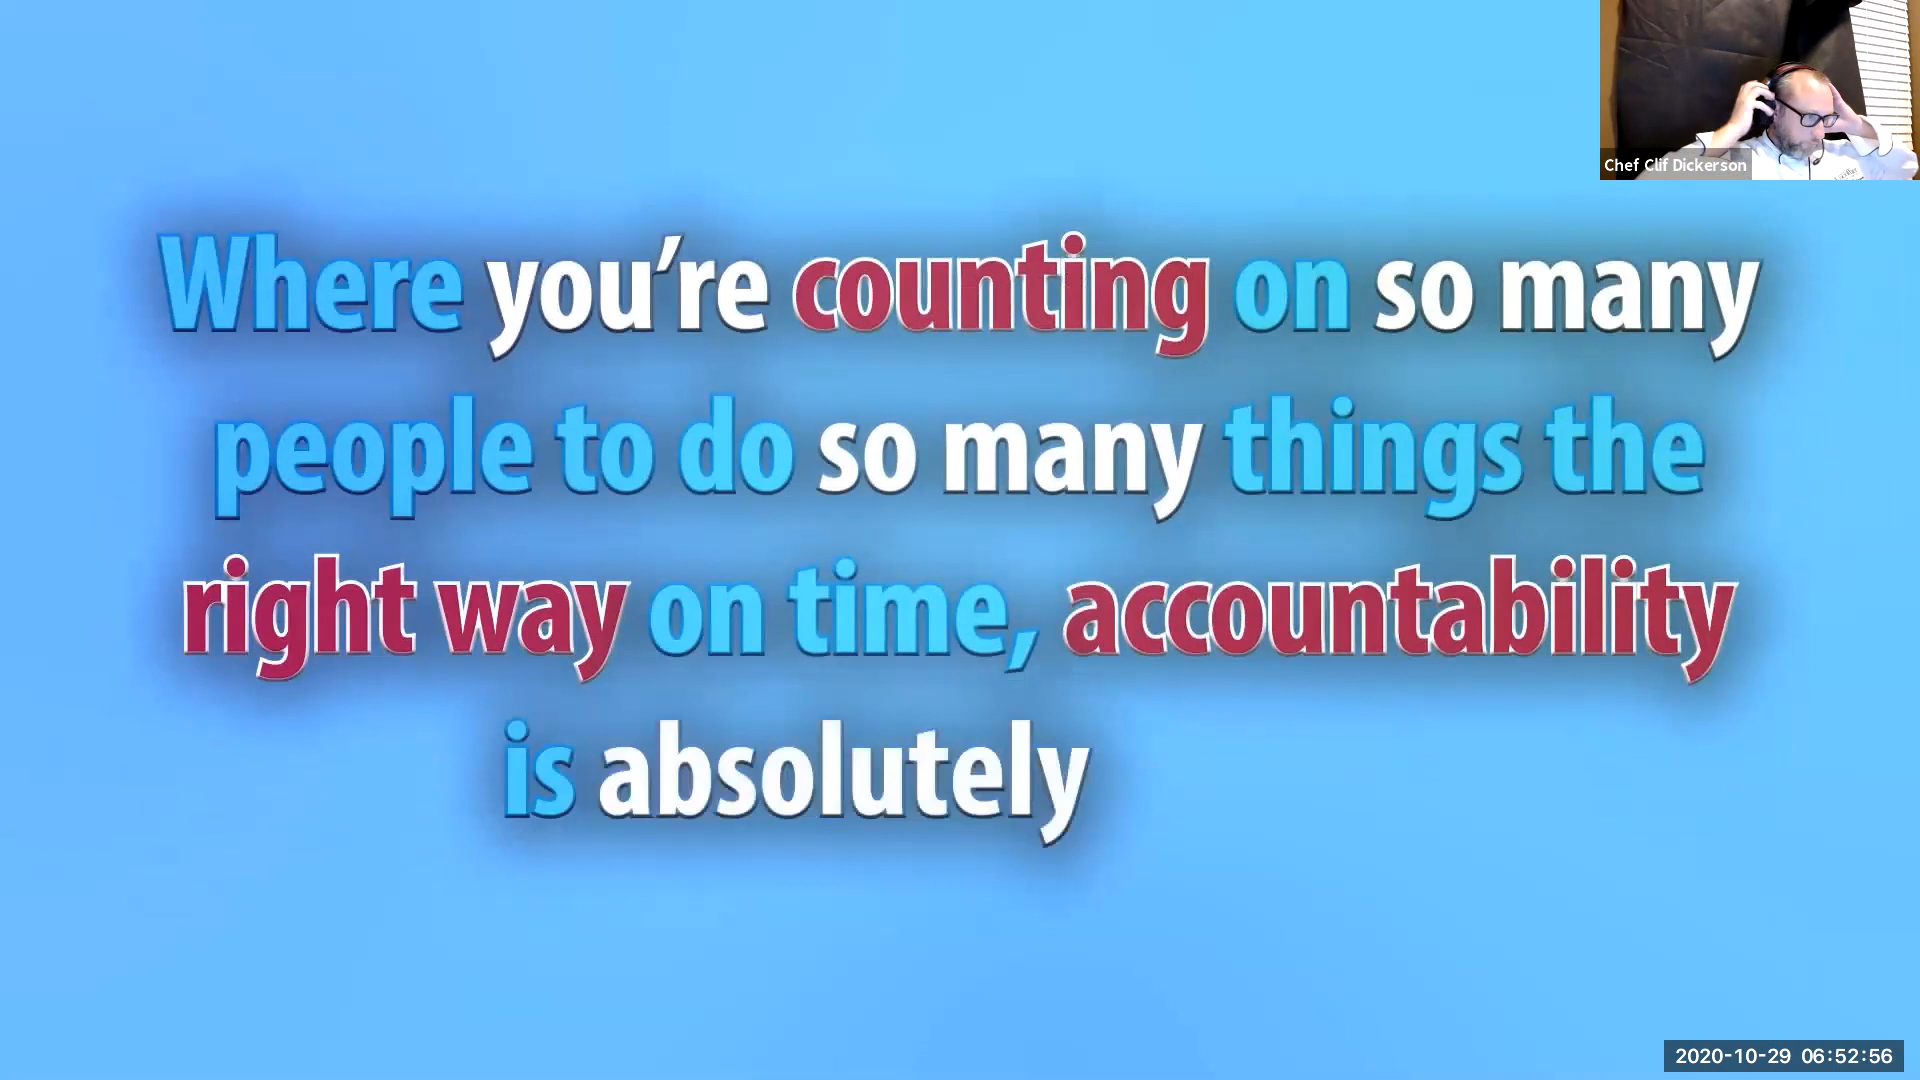 Chef Clif Dickerson
Where you’re counting on so many
people to do so many things the
right way on time, accountability
is absolutely
2020-10-29 06:52:56